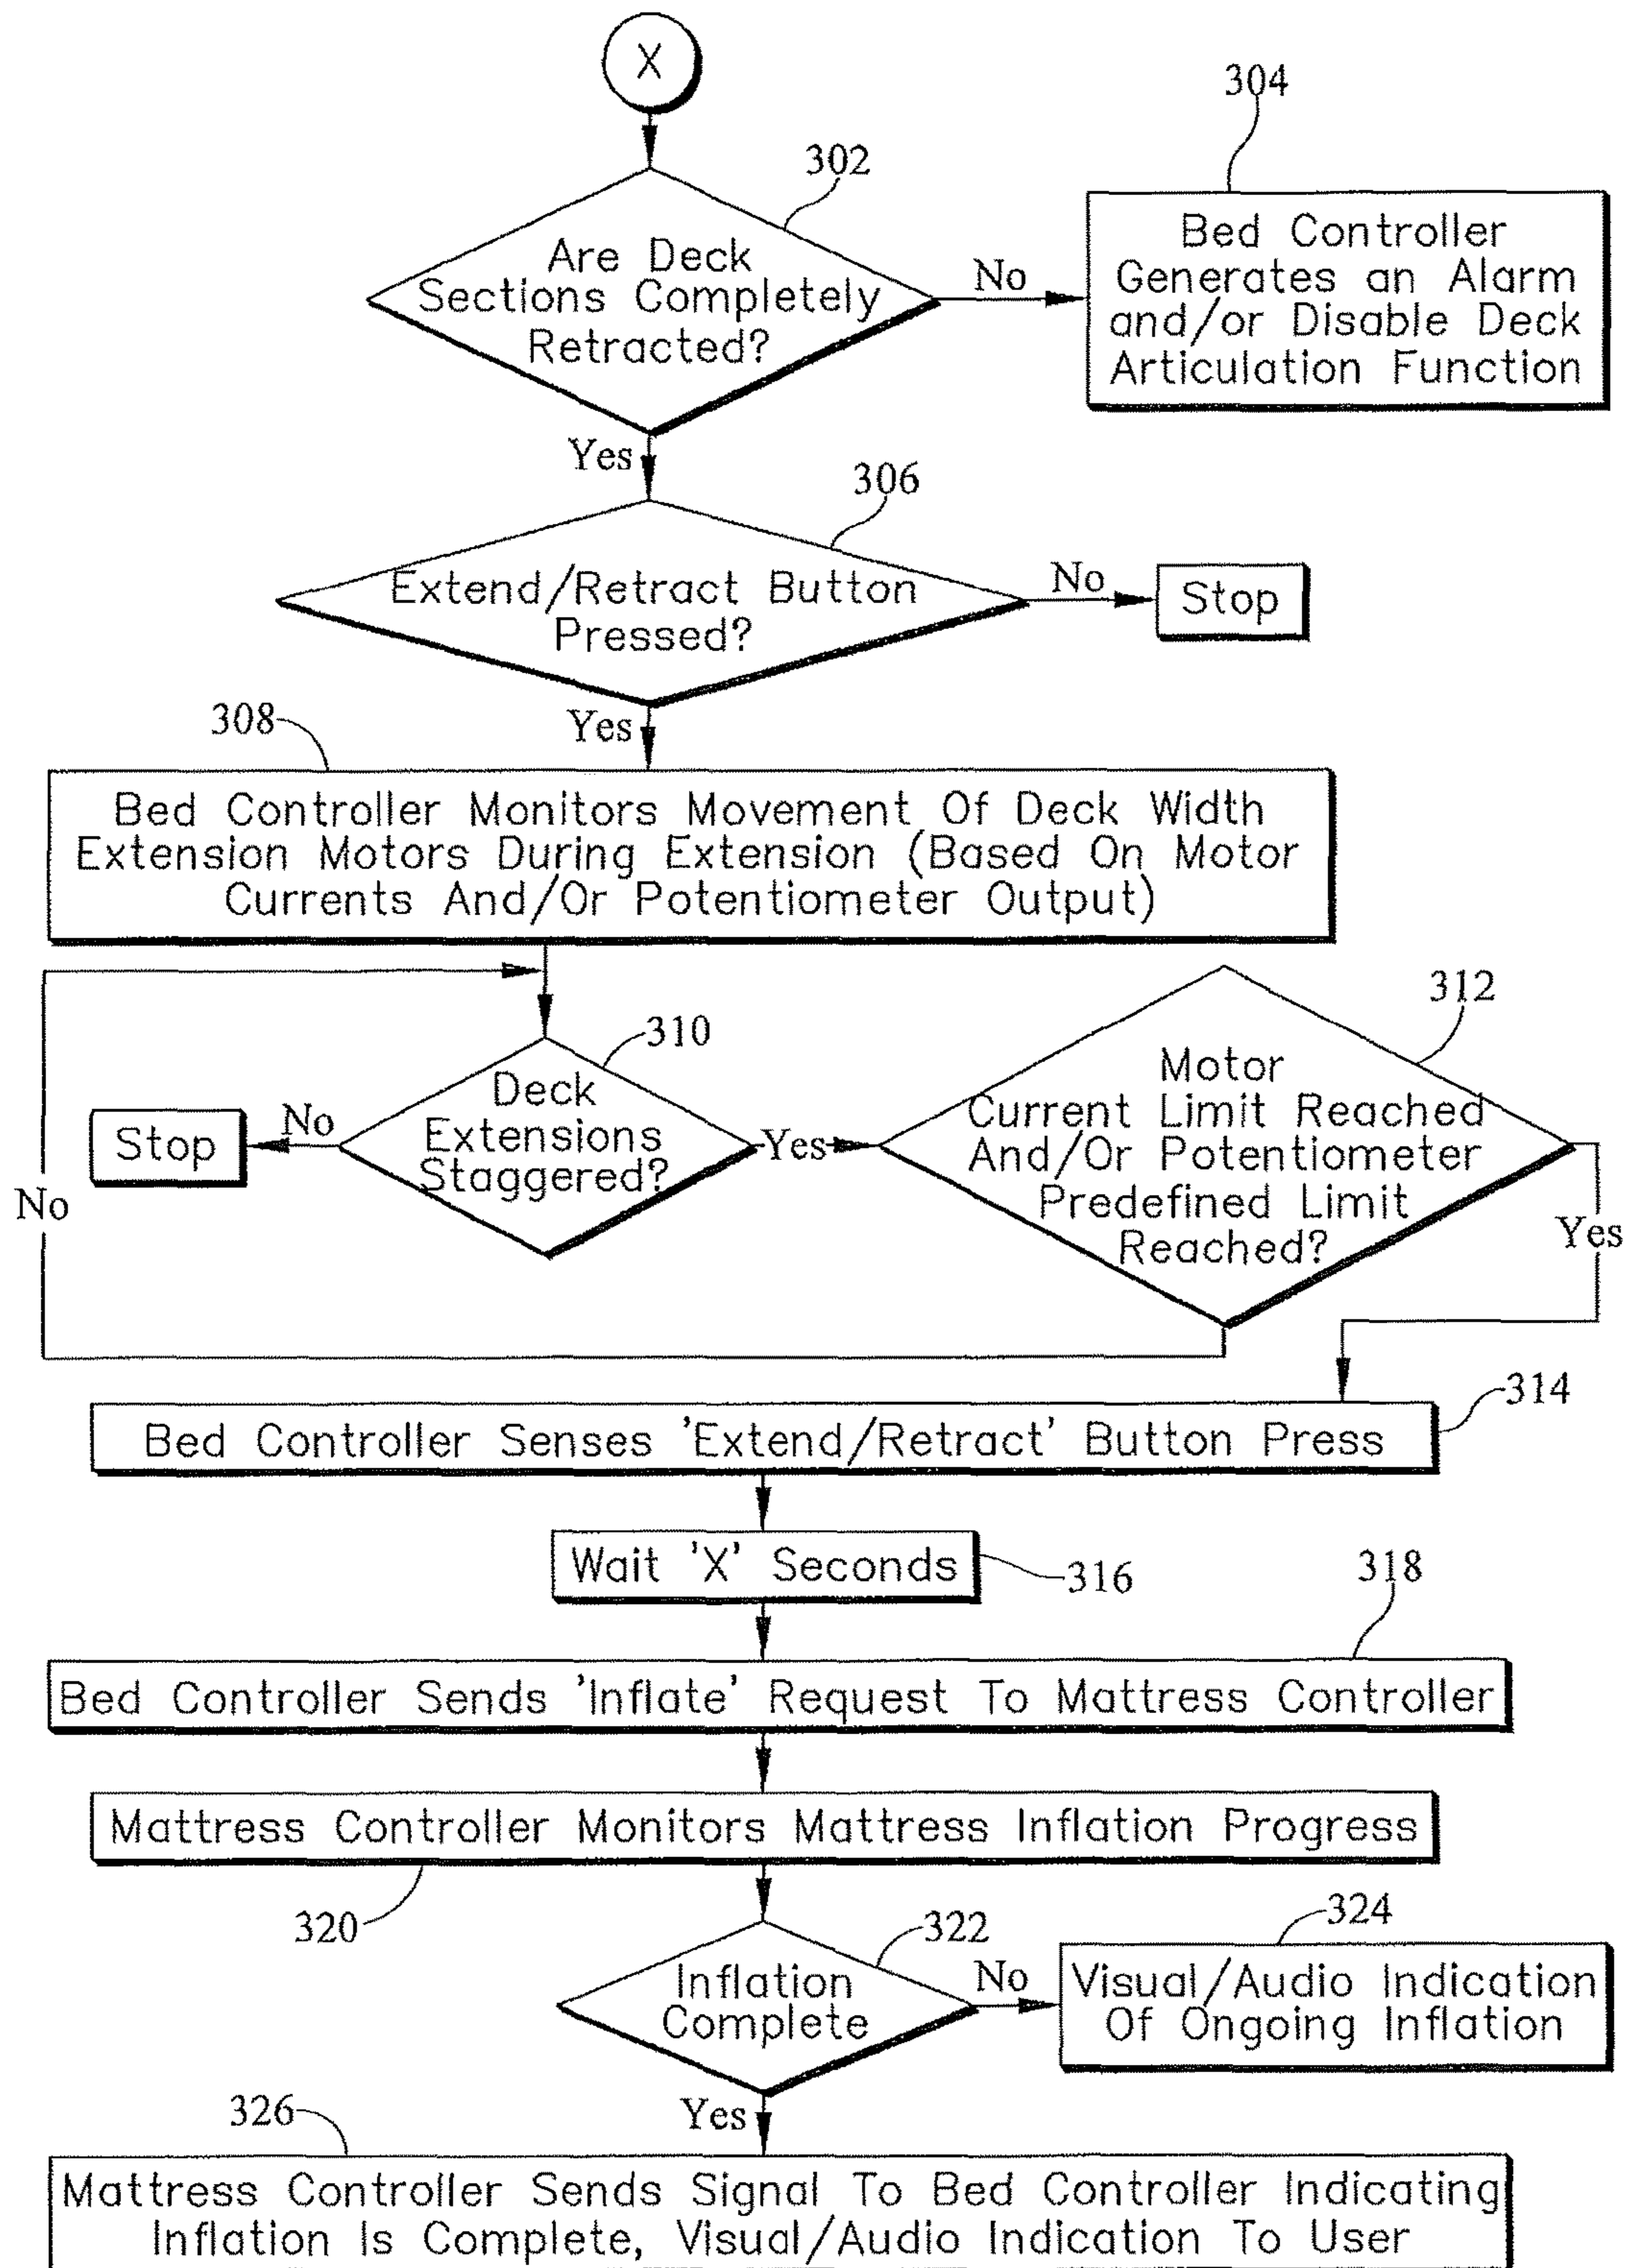 X
302
304
Are Deck
Sections Completely
Retracted?
No
Bed Controller
Generates an Alarm
and/or Disable Deck
Articulation Function
Yes
306
Extend/Retract Button
Pressed?
No
Stop
Yes
308
Bed Controller Monitors Movement Of Deck Width
Extension Motors During Extension (Based On Motor
Currents And/Or Potentiometer Output)
310
312
Deck
Extensions
Staggered?
No
Stop
Yes
Motor
Current Limit Reached
And/Or Potentiometer
Predefined Limit
Reached?
No
Yes
314
Bed Controller Senses 'Extend/Retract' Button Press
Wait 'X' Seconds
316
318
Bed Controller Sends 'Inflate' Request To Mattress Controller
Mattress Controller Monitors Mattress Inflation Progress
320
322
324
Inflation
Complete
No
Visual/Audio Indication
Of Ongoing Inflation
Yes
326
Mattress Controller Sends Signal To Bed Controller Indicating
Inflation Is Complete, Visual/Audio Indication To User